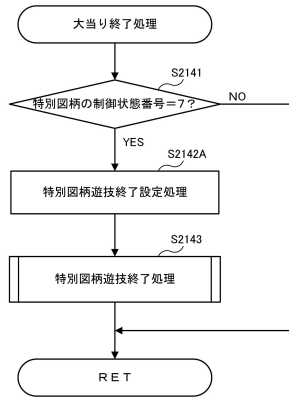 大当り終了処理
S2141
特別図柄の制御状態番号＝７？
NO
YES
S2142A
特別図柄遊技終了設定処理
S2143
特別図柄遊技終了処理
ＲＥＴ